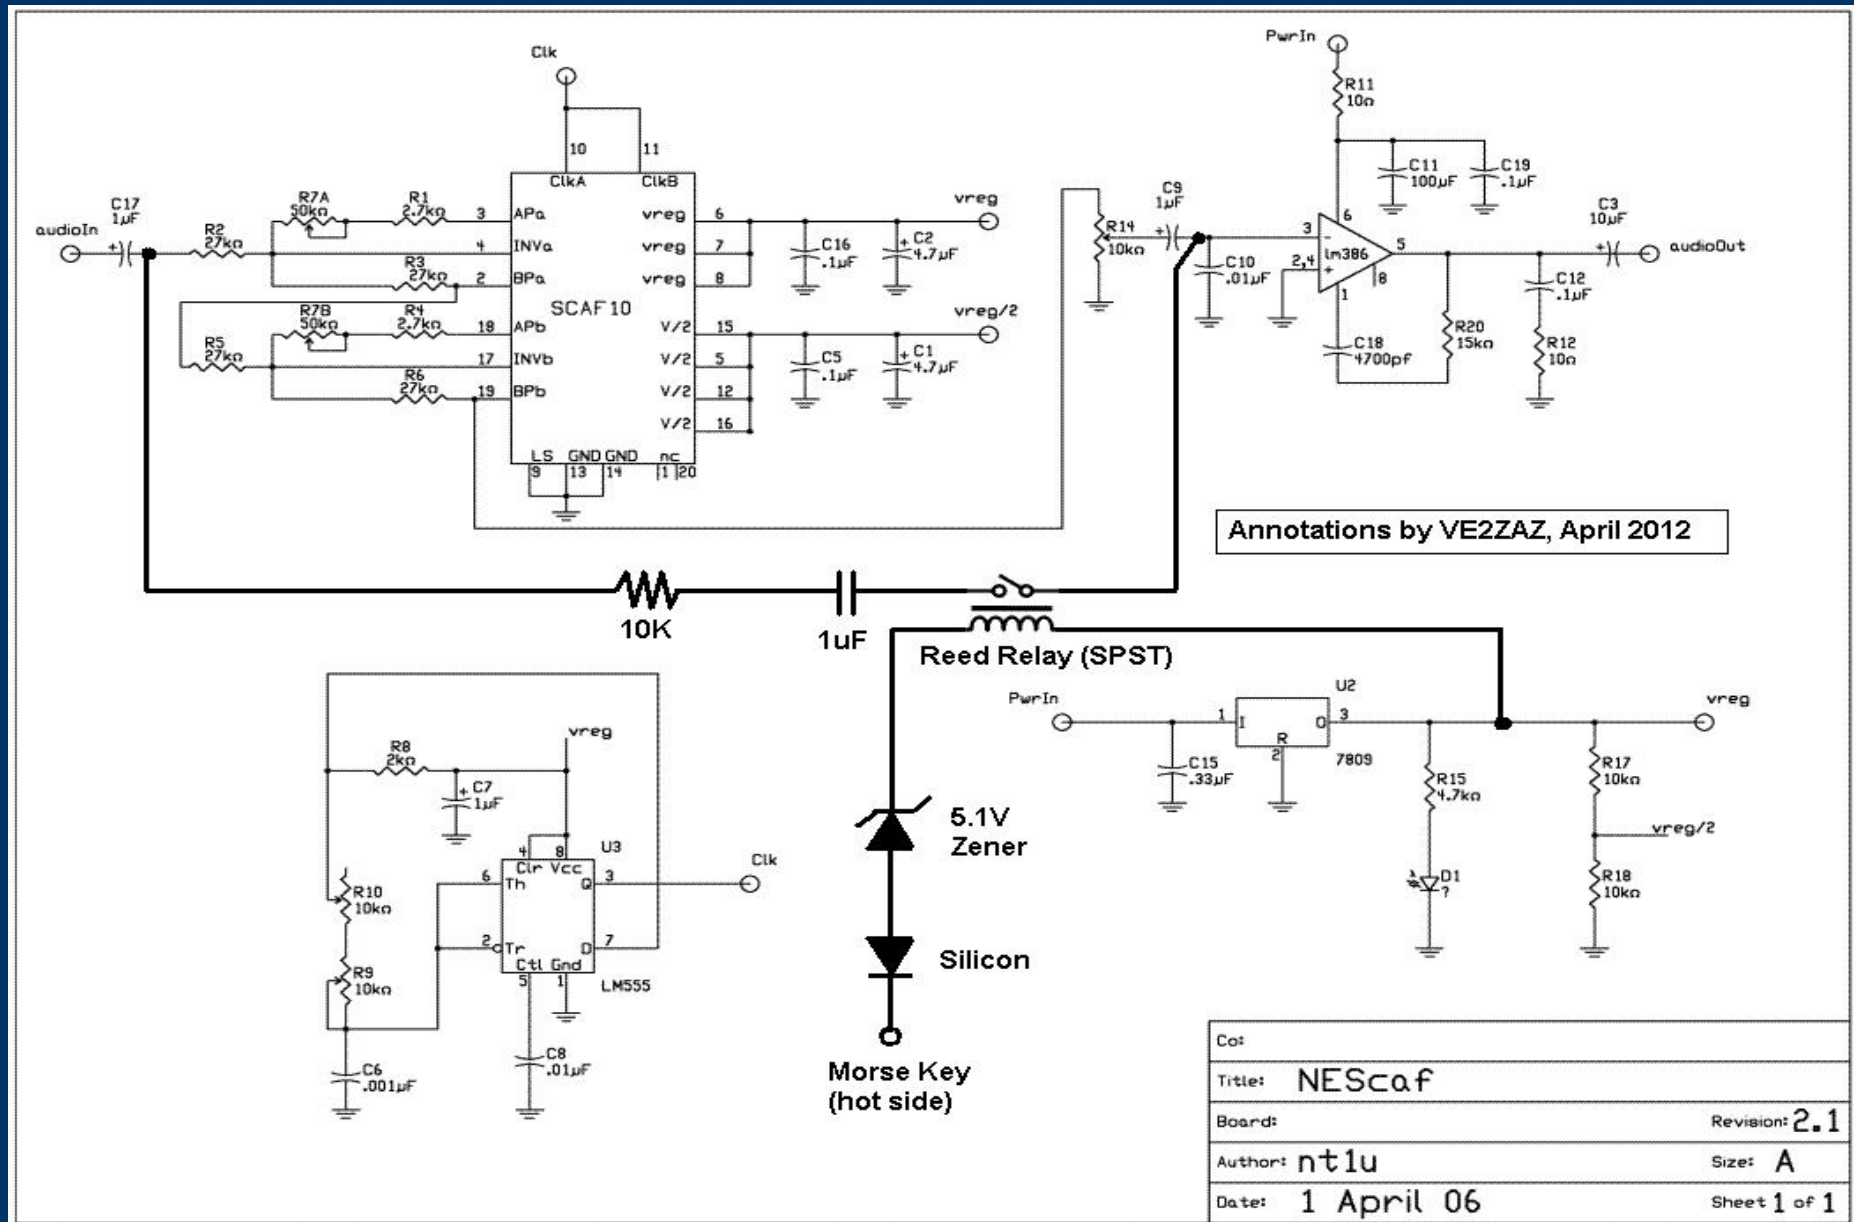 Clk
10
11
ClkA
ClkB
audioIn
C17
1µF
R2
27kΩ
R7A
50kΩ
R1
2.7kΩ
3
APa
4
INVa
R3
27kΩ
2
BPa
R7B
50kΩ
R4
2.7kΩ
18
APb
R5
27kΩ
17
INVb
R6
27kΩ
19
BPb
SCAF10
vreg
6
vreg
7
vreg
8
V/2
15
V/2
5
V/2
12
V/2
16
LS
GND
GND
nc
9
13
14
1
20
C16
.1µF
+
C2
4.7µF
vreg
C5
.1µF
+
C1
4.7µF
vreg/2
PwrIn
R11
10Ω
C11
100µF
C19
.1µF
R14
10kΩ
C9
1µF
+
C10
.01µF
3
-
6
lm386
2,4
+
5
8
1
C18
4700pf
R20
15kΩ
C12
.1µF
R12
10Ω
C3
10µF
+
audioOut
Annotations by VE2ZAZ, April 2012
10K
1uF
Reed Relay (SPST)
5.1V
Zener
Silicon
Morse Key
(hot side)
R8
2kΩ
+
C7
1µF
vreg
4
8
U3
Clr Vcc
6
Th
Q
3
Clk
2
Tr
D
7
Ctl Gnd
5
1
LM555
R10
10kΩ
R9
10kΩ
C6
.001µF
C8
.01µF
PwrIn
C15
.33µF
1
I
U2
O
3
R
2
7809
R15
4.7kΩ
D1
?
R17
10kΩ
vreg/2
R18
10kΩ
vreg
Co:
Title: NEScaf
Board:
Revision: 2.1
Author: nt1u
Size: A
Date: 1 April 06
Sheet 1 of 1